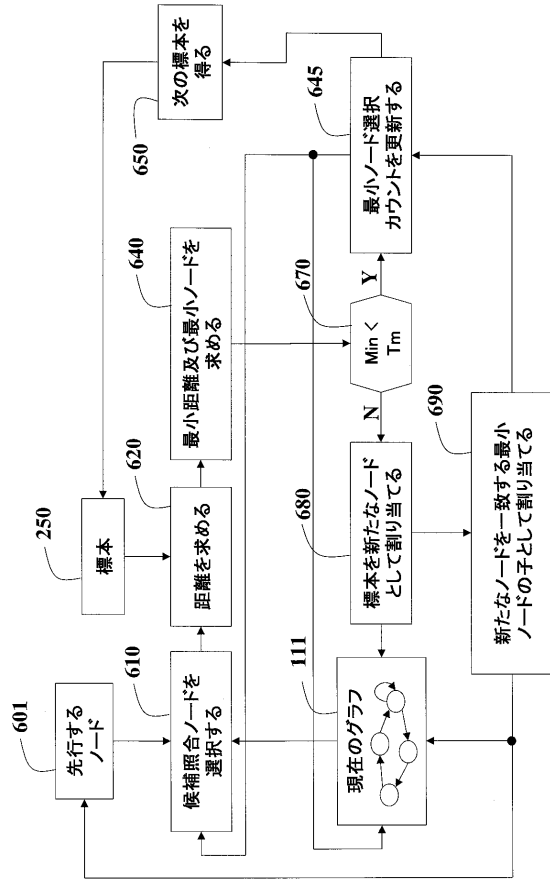 601
先行する
ノード
250
標本
650
次の標本を
得る
610
候補照合ノードを
選択する
620
距離を求める
640
最小距離及び最小ノードを
求める
111
現在のグラフ
680
標本を新たなノード
として割り当てる
N
670
Min <
Tm
Y
645
最小ノード選択
カウントを更新する
690
新たなノードを一致する最小
ノードの子として割り当てる